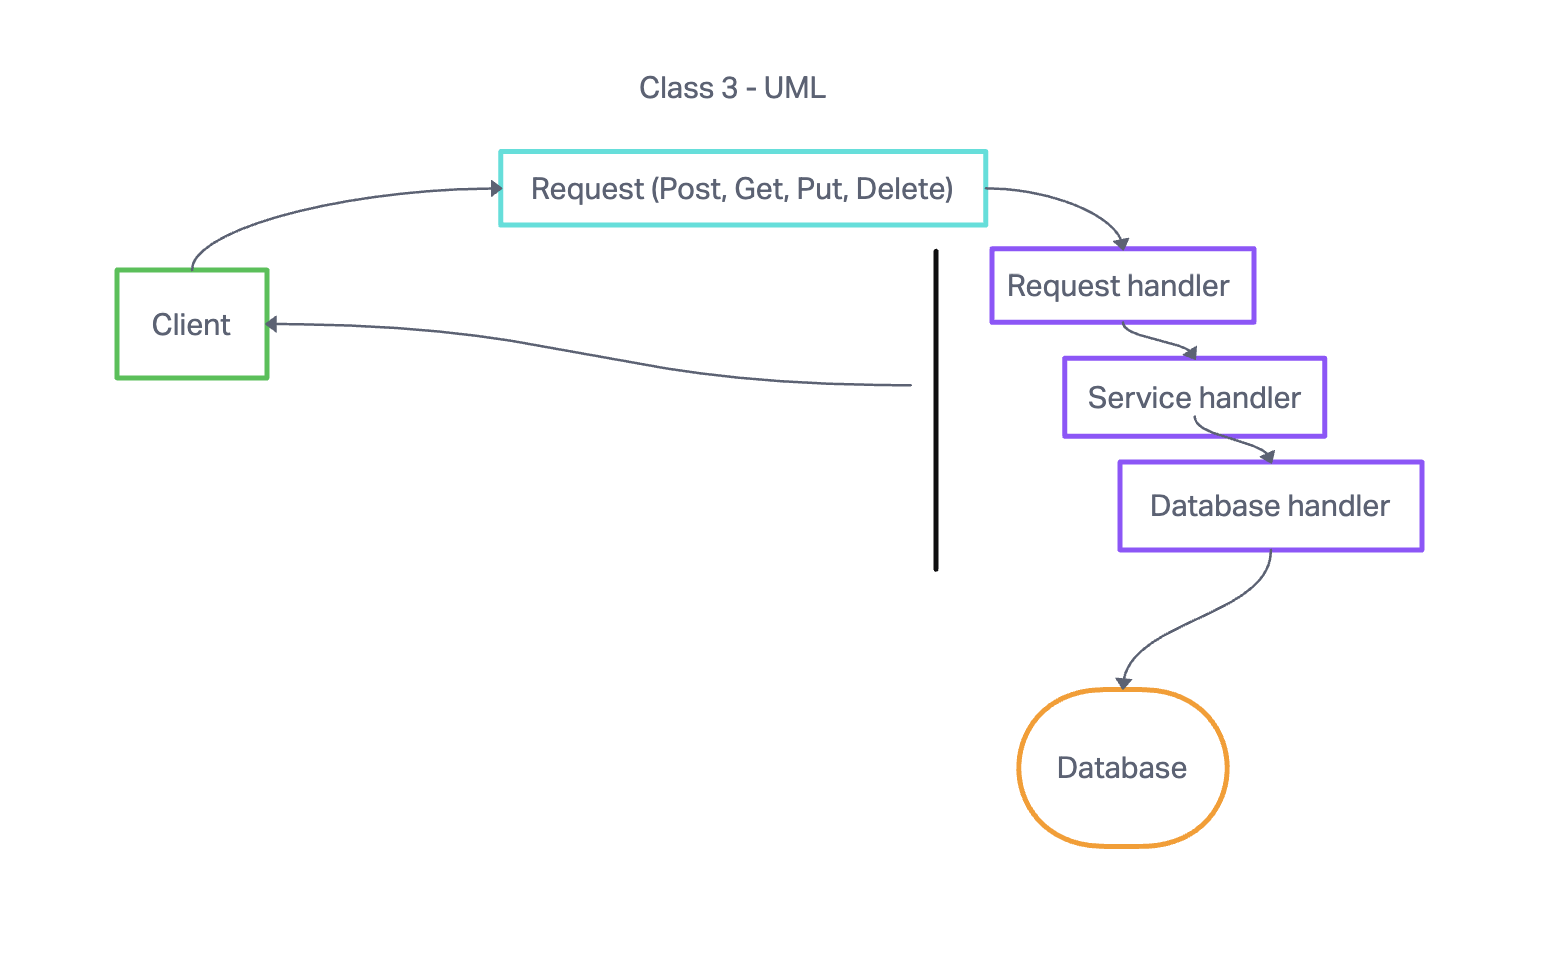 Class 3 - UML
Request (Post, Get, Put, Delete)
Request handler
Client
Service handler
Database handler
Database